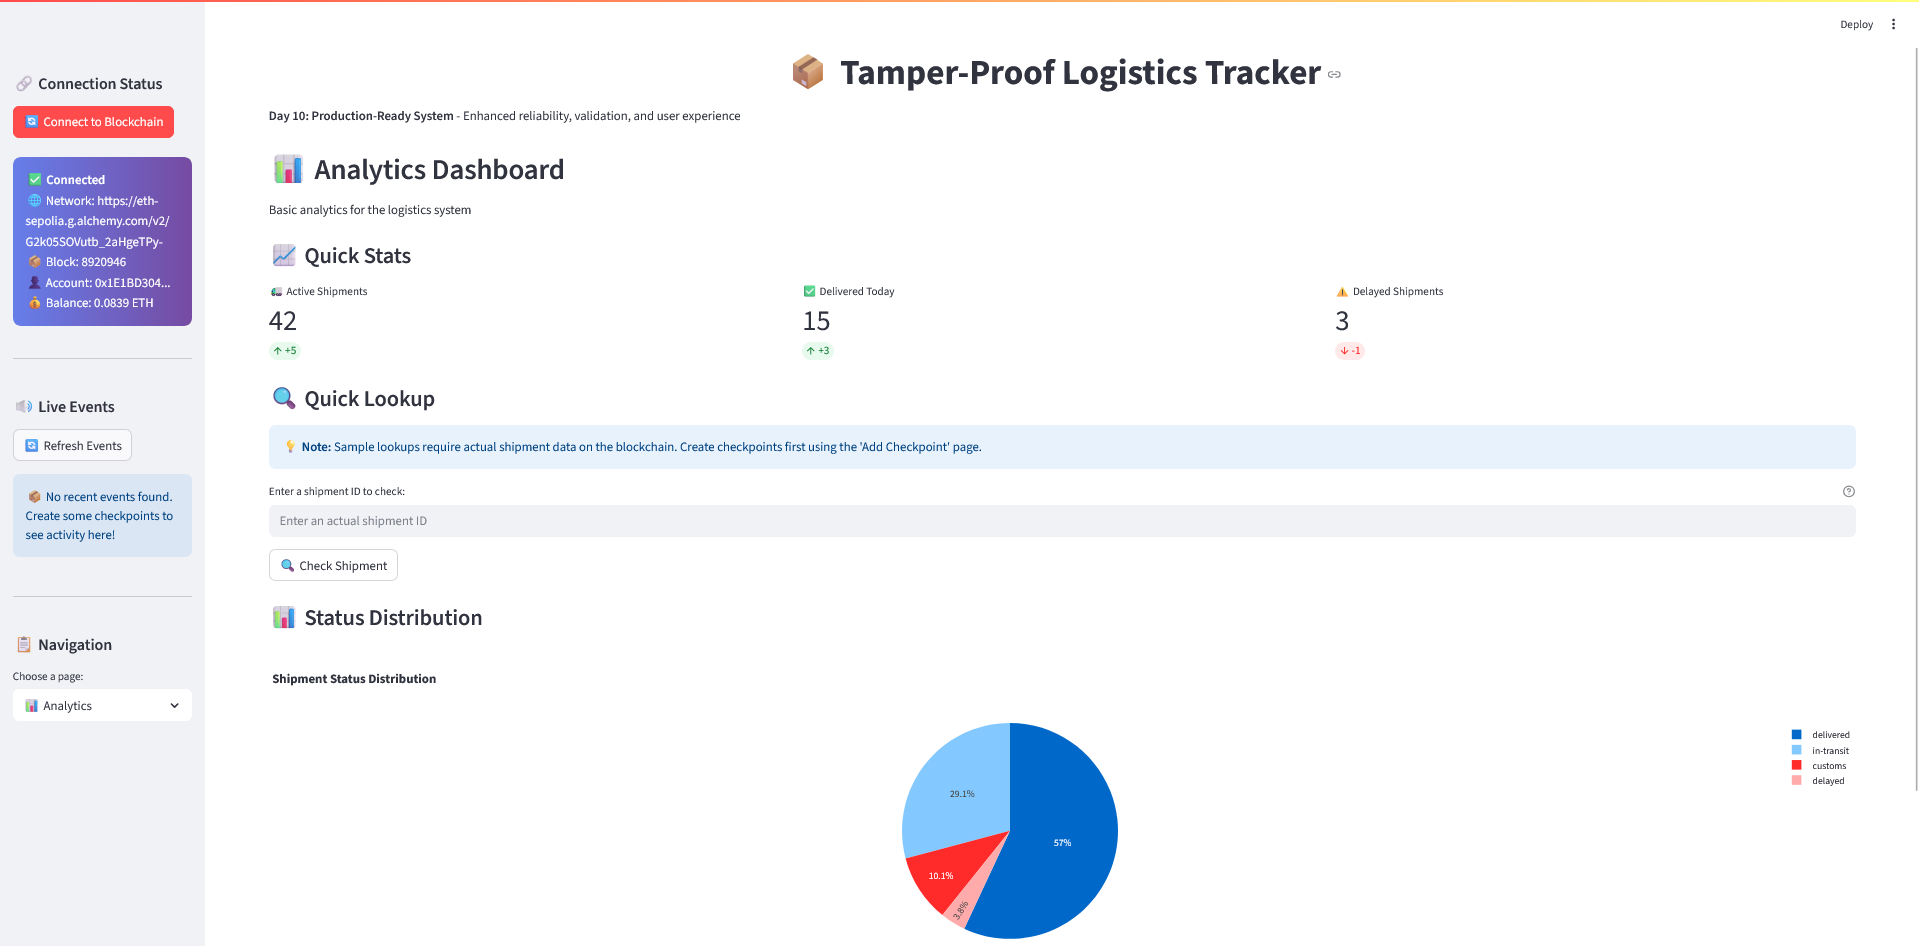 Deploy
Connection Status
Connect to Blockchain
Connected
Network: https://eth-
sepolia.g.alchemy.com/v2/
G2k05SOVutb_2aHgeTPy-
Block: 8920946
Account: 0x1E1BD304...
Balance: 0.0839 ETH
Live Events
Refresh Events
No recent events found.
Create some checkpoints to
see activity here!
Navigation
Choose a page:
Analytics
Tamper-Proof Logistics Tracker
Day 10: Production-Ready System - Enhanced reliability, validation, and user experience
Analytics Dashboard
Basic analytics for the logistics system
Quick Stats
Active Shipments
42
+5
Delivered Today
15
+3
Delayed Shipments
3
-1
Quick Lookup
Note: Sample lookups require actual shipment data on the blockchain. Create checkpoints first using the 'Add Checkpoint' page.
Enter a shipment ID to check:
Enter an actual shipment ID
Check Shipment
Status Distribution
Shipment Status Distribution
29.1%
57%
10.1%
3.8%
delivered
in-transit
customs
delayed